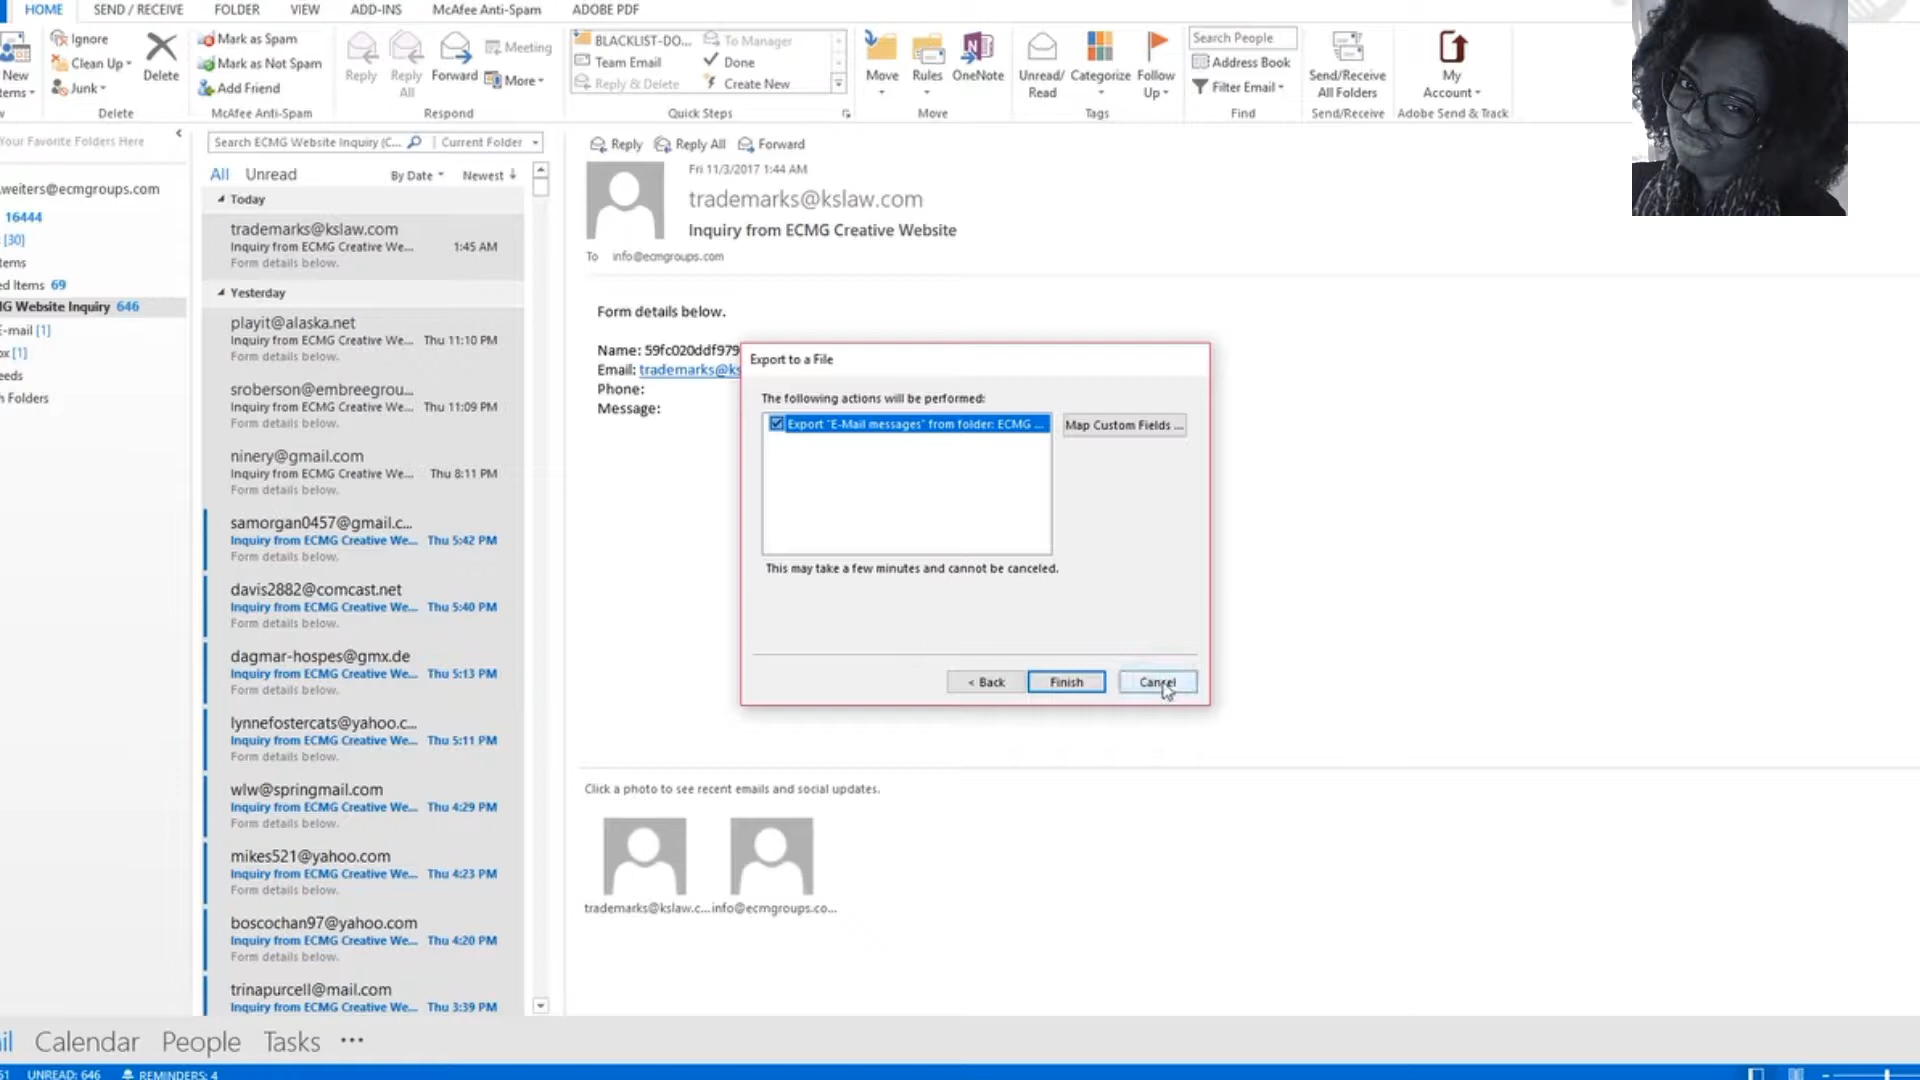 HOME SEND / RECEIVE FOLDER VIEW ADD-INS McAfee Anti-Spam ADOBE PDF
New
Ignore
Clean Up
Junk
Delete
Delete
Mark as Spam
Mark as Not Spam
Add Friend
McAfee Anti-Spam
Reply
Reply
All
Forward
Meeting
More
Respond
BLACKLIST-DO...
Team Email
Reply & Delete
To Manager
Done
Create New
Quick Steps
Move
Rules
OneNote
Move
Unread/
Read
Categorize
Follow
Up
Tags
Search People
Address Book
Filter Email
Find
Send/Receive
All Folders
Send/Receive
My
Account
Adobe Send & Track
Your Favorite Folders Here
.weiters@ecmgroups.com
16444
[30]
69
Website Inquiry 646
[1]
[1]
Folders
Search ECMG Website Inquiry (C... Current Folder
All Unread By Date Newest
Today
trademarks@kslaw.com
Inquiry from ECMG Creative We... 1:45 AM
Form details below.
Yesterday
playit@alaska.net
Inquiry from ECMG Creative We... Thu 11:10 PM
Form details below.
sroberson@embreegrou...
Inquiry from ECMG Creative We... Thu 11:09 PM
Form details below.
ninery@gmail.com
Inquiry from ECMG Creative We... Thu 8:11 PM
Form details below.
samorgan0457@gmail.c...
Inquiry from ECMG Creative We... Thu 5:42 PM
Form details below.
davis2882@comcast.net
Inquiry from ECMG Creative We... Thu 5:40 PM
Form details below.
dagmar-hospes@gmx.de
Inquiry from ECMG Creative We... Thu 5:13 PM
Form details below.
lynnefostercats@yahoo.c...
Inquiry from ECMG Creative We... Thu 5:11 PM
Form details below.
wlw@springmail.com
Inquiry from ECMG Creative We... Thu 4:29 PM
Form details below.
mikes521@yahoo.com
Inquiry from ECMG Creative We... Thu 4:23 PM
Form details below.
boscochan97@yahoo.com
Inquiry from ECMG Creative We... Thu 4:20 PM
Form details below.
trinapurcell@mail.com
Inquiry from ECMG Creative We... Thu 3:39 PM
Reply Reply All Forward
Fri 11/3/2017 1:44 AM
trademarks@kslaw.com
Inquiry from ECMG Creative Website
To info@ecmgroups.com
Form details below.
Name: 59fc020ddf979
Email: trademarks@ks
Phone:
Message:
Export to a File
The following actions will be performed:
Export "E-Mail messages" from folder: ECMG ...
Map Custom Fields ...
This may take a few minutes and cannot be canceled.
< Back Finish Cancel
Click a photo to see recent emails and social updates.
trademarks@kslaw.c... info@ecmgroups.co...
Calendar People Tasks ...
UNREAD: 646 REMINDERS: 4